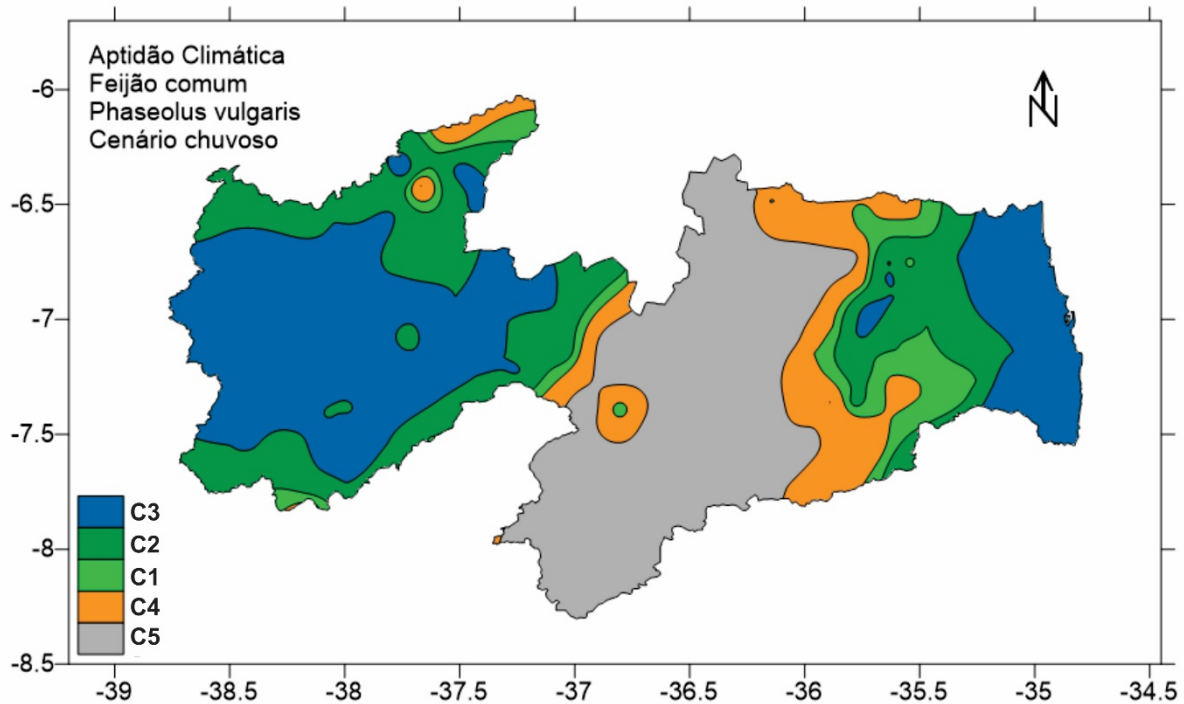 Aptidão Climática
Feijão comum
Phaseolus vulgaris
Cenário chuvoso
N
-6
-6.5
-7
-7.5
-8
-8.5
C3
C2
C1
C4
C5
-39 -38.5 -38 -37.5 -37 -36.5 -36 -35.5 -35 -34.5